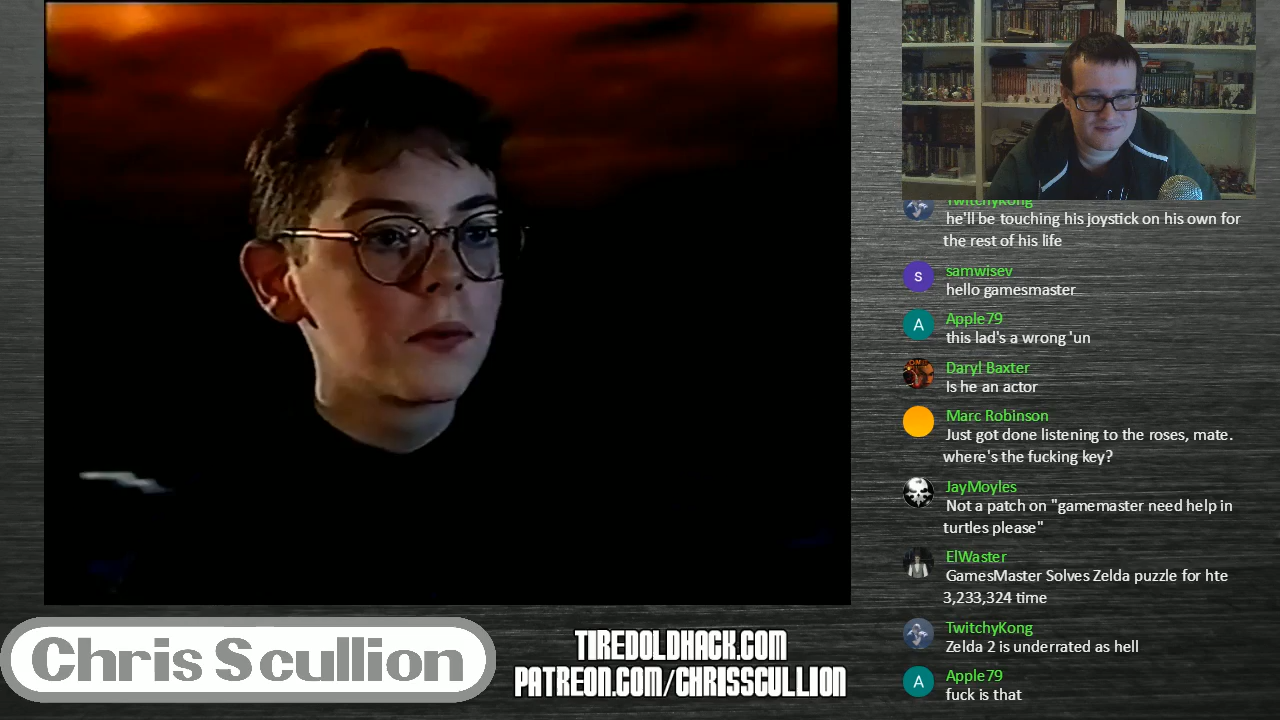 TwitchyKong
he'll be touching his joystick on his own for
the rest of his life
S
samwisev
hello gamesmaster
A
Apple79
this lad's a wrong 'un
Daryl Baxter
Is he an actor
Marc Robinson
Just got done listening to the roses, mate.
where's the fucking key?
JayMoyles
Not a patch on "gamemaster need help in
turtles please"
ElWaster
GamesMaster Solves Zelda puzzle for hte
3,233,324 time
TwitchyKong
Zelda 2 is underrated as hell
A
Apple79
fuck is that
Chris Scullion
TIREDOLDHACK.COM
PATREON.COM/CHRISSCULLION